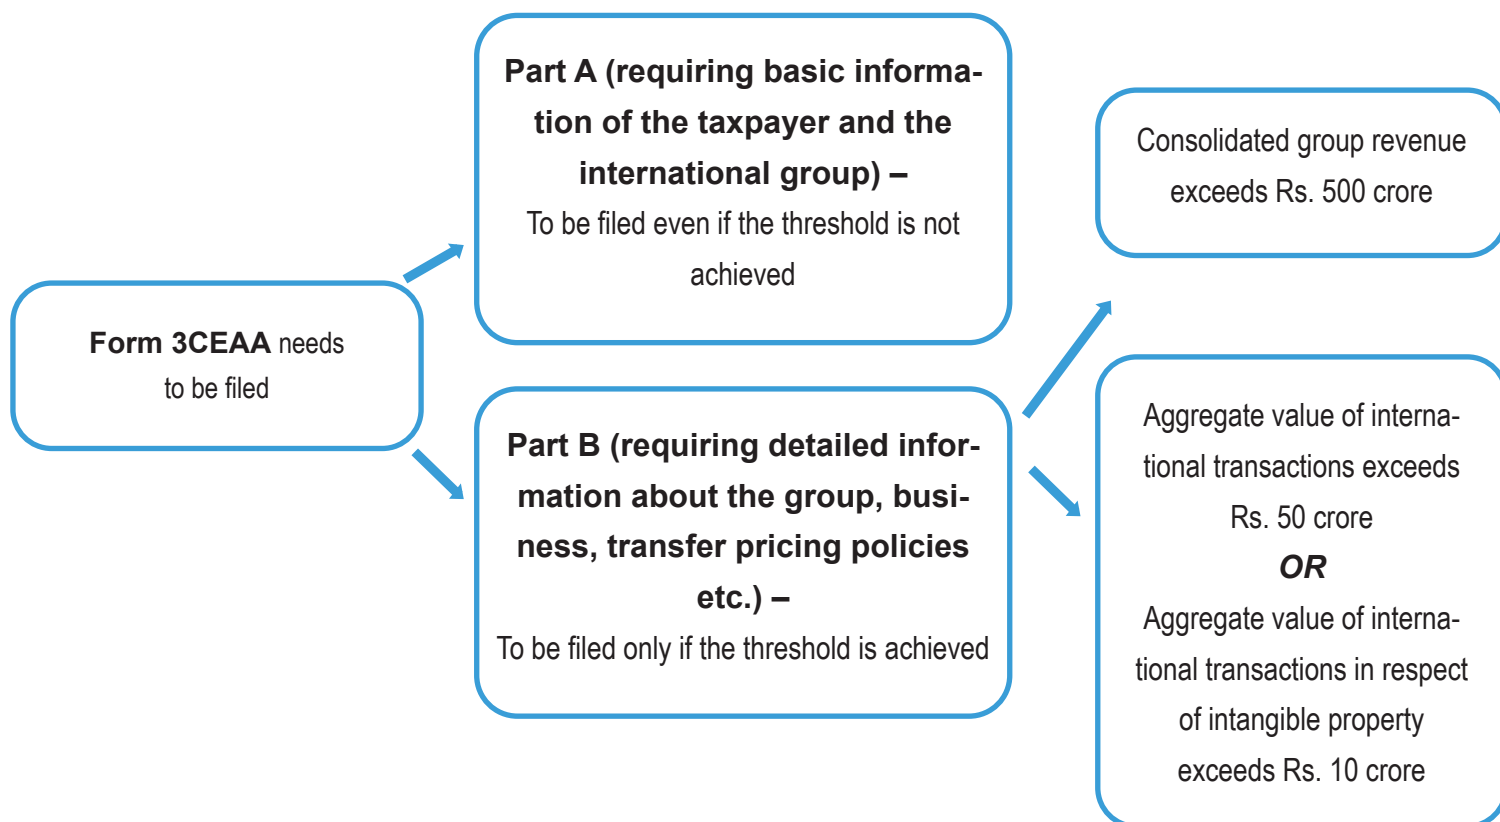 Form 3CEAA needs
to be filed
Part A (requiring basic informa-
tion of the taxpayer and the
international group) –
To be filed even if the threshold is not
achieved
Part B (requiring detailed infor-
mation about the group, busi-
ness, transfer pricing policies
etc.) –
To be filed only if the threshold is achieved
Consolidated group revenue
exceeds Rs. 500 crore
Aggregate value of interna-
tional transactions exceeds
Rs. 50 crore
OR
Aggregate value of interna-
tional transactions in respect
of intangible property
exceeds Rs. 10 crore